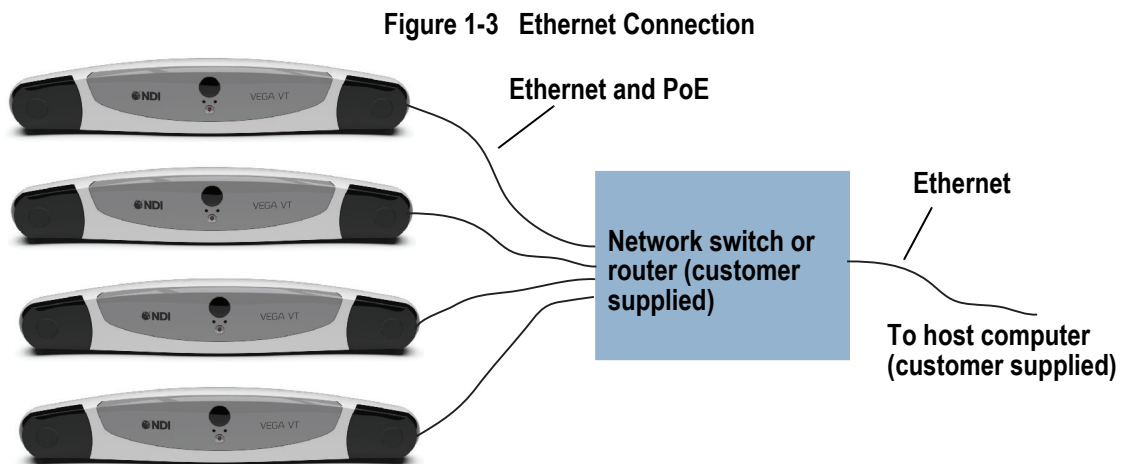 Figure 1-3 Ethernet Connection
NDI VEGA VT
Ethernet and PoE
NDI VEGA VT
Ethernet
Network switch or
router (customer
supplied)
NDI VEGA VT
To host computer
(customer supplied)
NDI VEGA VT